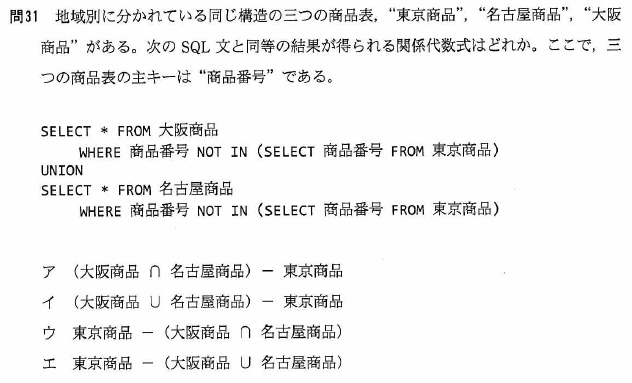 問31 地域別に分かれている同じ構造の三つの商品表，“東京商品”，“名古屋商品”，“大阪
商品”がある。次の SQL 文と同等の結果が得られる関係代数式はどれか。ここで，三
つの商品表の主キーは“商品番号”である。
SELECT * FROM 大阪商品
WHERE 商品番号 NOT IN (SELECT 商品番号 FROM 東京商品)
UNION
SELECT * FROM 名古屋商品
WHERE 商品番号 NOT IN (SELECT 商品番号 FROM 東京商品)
ア (大阪商品 ∩ 名古屋商品) － 東京商品
イ (大阪商品 ∪ 名古屋商品) － 東京商品
ウ 東京商品 － (大阪商品 ∩ 名古屋商品)
エ 東京商品 － (大阪商品 ∪ 名古屋商品)